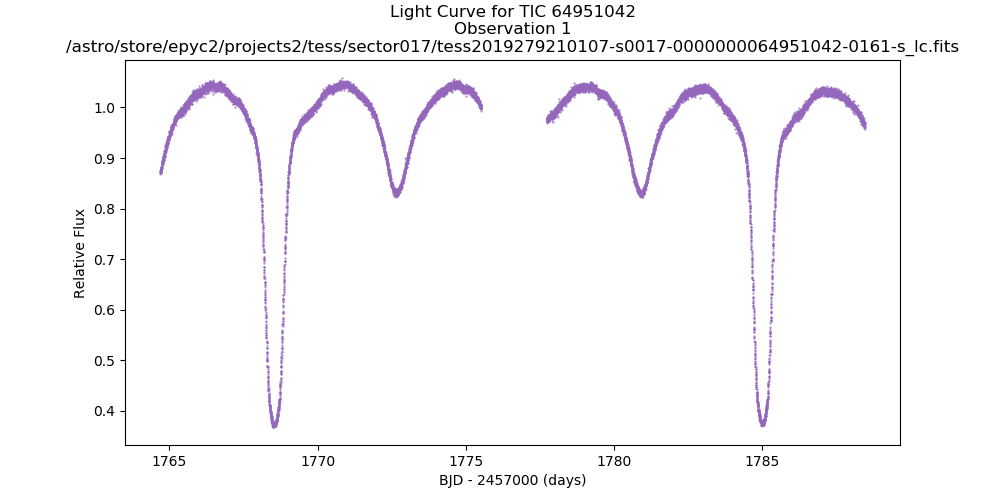 Light Curve for TIC 64951042
Observation 1
/astro/store/epyc2/projects2/tess/sector017/tess2019279210107-s0017-0000000064951042-0161-s_lc.fits
1.0
0.9
0.8
0.7
0.6
0.5
0.4
Relative Flux
1765
1770
1775
1780
1785
BJD - 2457000 (days)